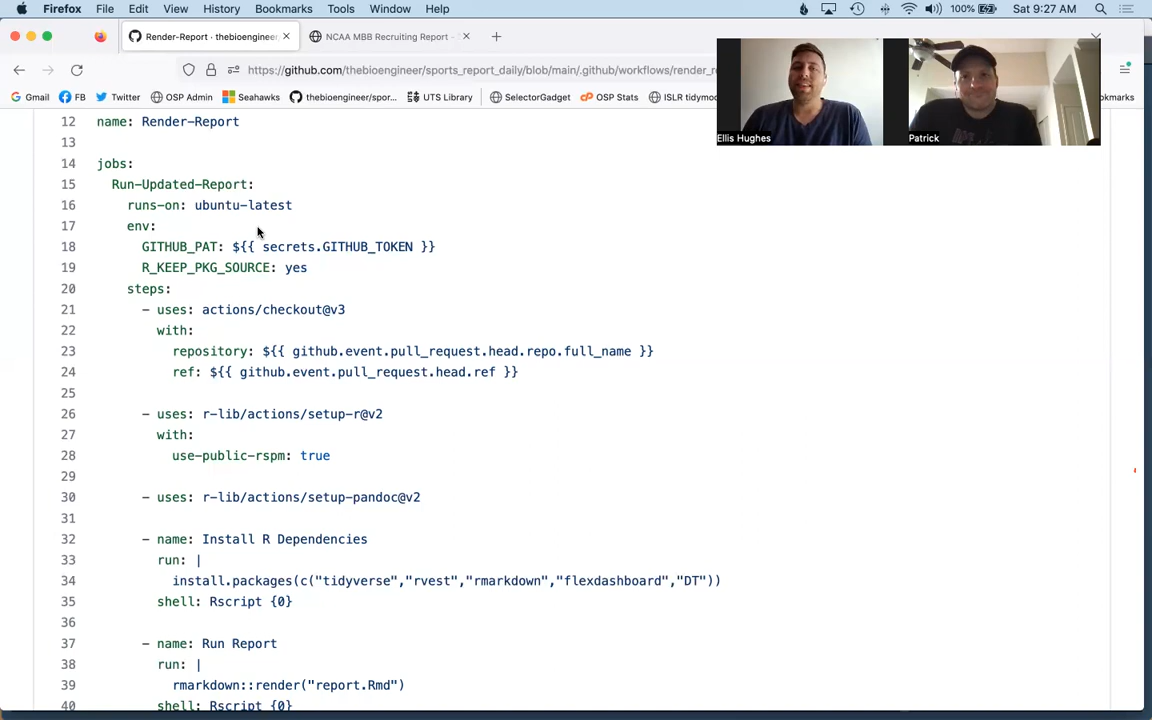 Firefox File Edit View History Bookmarks Tools Window Help 100% Sat 9:27 AM
Render-Report · thebioengineer × NCAA MBB Recruiting Report - × +
https://github.com/thebioengineer/sports_report_daily/blob/main/.github/workflows/render_r
Gmail FB Twitter OSP Admin Seahawks thebioengineer/spor... UTS Library SelectorGadget OSP Stats ISLR tidymod
Ellis Hughes
Patrick
12 name: Render-Report
13
14 jobs:
15 Run-Updated-Report:
16 runs-on: ubuntu-latest
17 env:
18 GITHUB_PAT: ${{ secrets.GITHUB_TOKEN }}
19 R_KEEP_PKG_SOURCE: yes
20 steps:
21 - uses: actions/checkout@v3
22 with:
23 repository: ${{ github.event.pull_request.head.repo.full_name }}
24 ref: ${{ github.event.pull_request.head.ref }}
25
26 - uses: r-lib/actions/setup-r@v2
27 with:
28 use-public-rspm: true
29
30 - uses: r-lib/actions/setup-pandoc@v2
31
32 - name: Install R Dependencies
33 run: |
34 install.packages(c("tidyverse","rvest","rmarkdown","flexdashboard","DT"))
35 shell: Rscript {0}
36
37 - name: Run Report
38 run: |
39 rmarkdown::render("report.Rmd")
40 shell: Rscript {0}